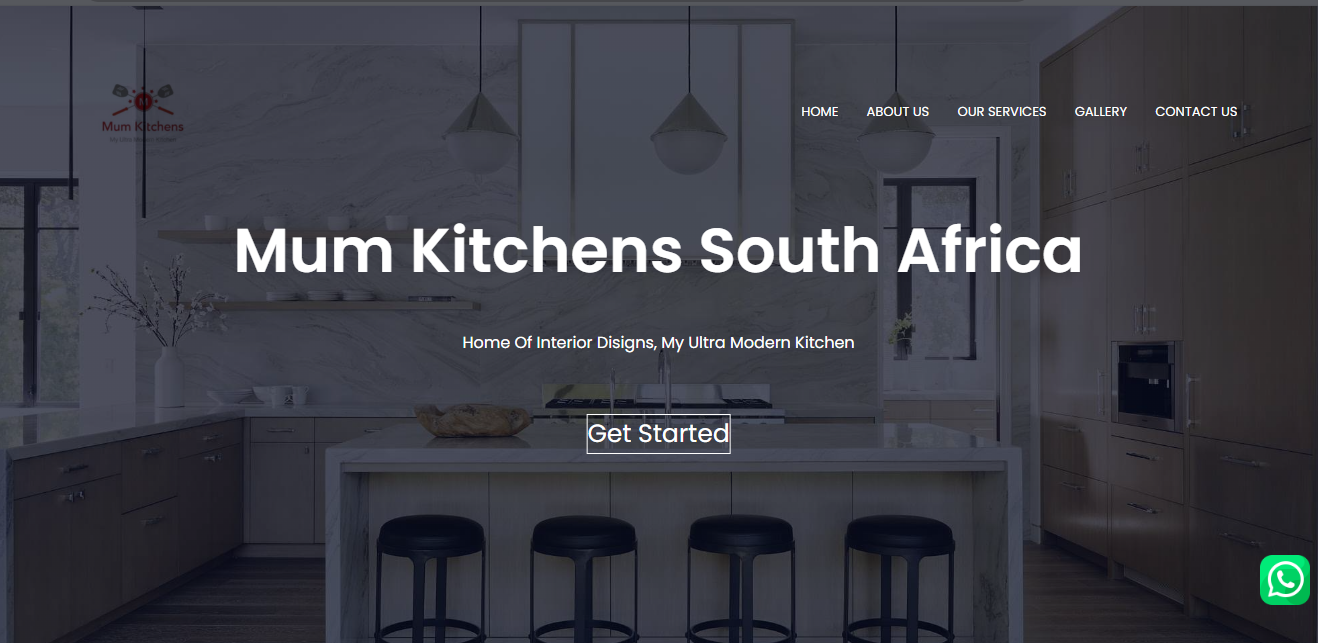 M
Mum Kitchens
HOME ABOUT US OUR SERVICES GALLERY CONTACT US
Mum Kitchens South Africa
Home Of Interior Disigns, My Ultra Modern Kitchen
Get Started